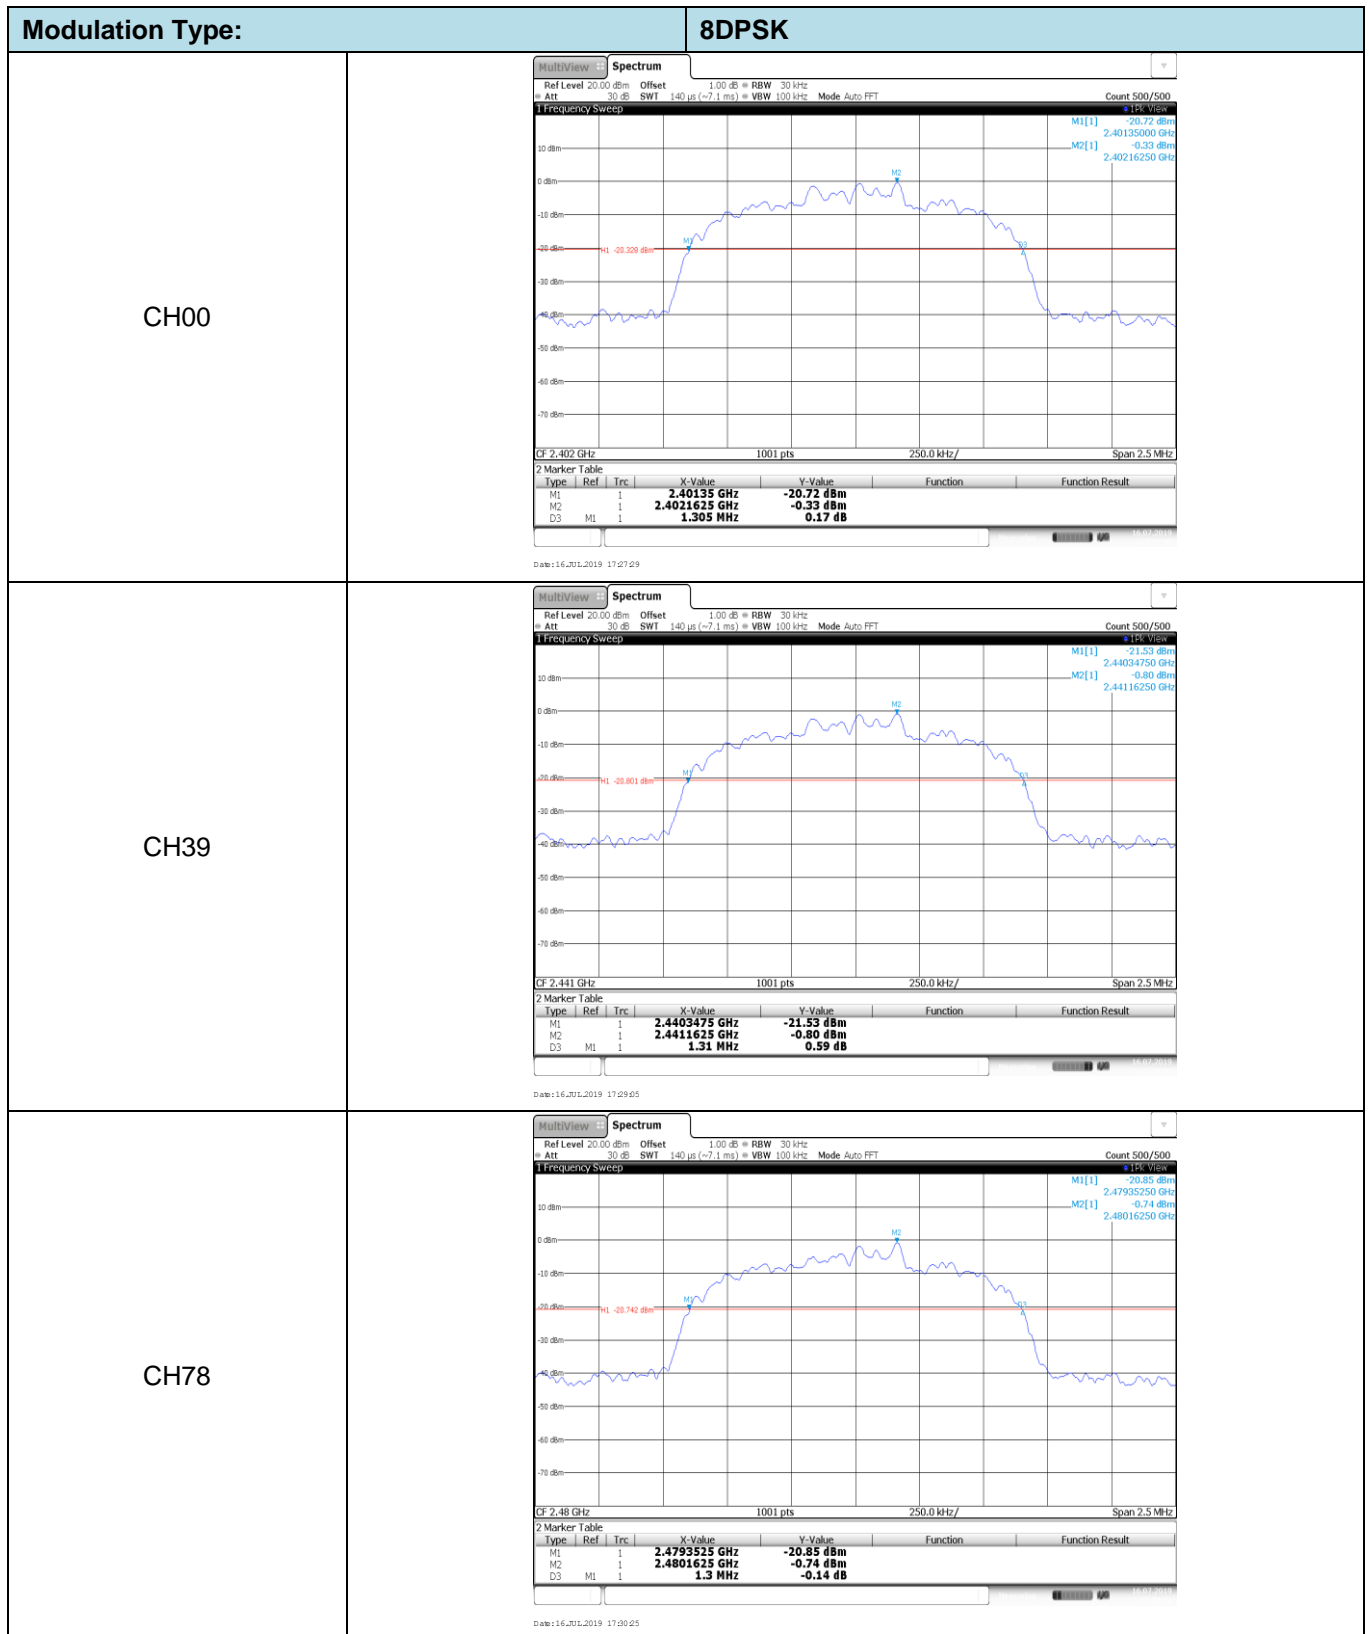 Modulation Type: 8DPSK
CH00
MultiView Spectrum
Ref Level 20.00 dBm Offset 1.00 dB RBW 30 kHz
Att 30 dB SWT 140 µs (~7.1 ms) VBW 100 kHz Mode Auto FFT Count 500/500
1 Frequency Sweep 1Pk View
M1[1] -20.72 dBm
2.40135000 GHz
M2[1] -0.33 dBm
2.40216250 GHz
10 dBm
M2
0 dBm
-10 dBm
M1
D3
-20 dBm
H1 -20.329 dBm
-30 dBm
-40 dBm
-50 dBm
-60 dBm
-70 dBm
CF 2.402 GHz 1001 pts 250.0 kHz/ Span 2.5 MHz
2 Marker Table
Type Ref Trc X-Value Y-Value Function Function Result
M1 1 2.40135 GHz -20.72 dBm
M2 1 2.4021625 GHz -0.33 dBm
D3 M1 1 1.305 MHz 0.17 dB
16.07.2019
Date: 16.JUL.2019 17:27:29
CH39
MultiView Spectrum
Ref Level 20.00 dBm Offset 1.00 dB RBW 30 kHz
Att 30 dB SWT 140 µs (~7.1 ms) VBW 100 kHz Mode Auto FFT Count 500/500
1 Frequency Sweep 1Pk View
M1[1] -21.53 dBm
2.44034750 GHz
M2[1] -0.80 dBm
2.44116250 GHz
10 dBm
M2
0 dBm
-10 dBm
M1
D3
-20 dBm
H1 -20.801 dBm
-30 dBm
-40 dBm
-50 dBm
-60 dBm
-70 dBm
CF 2.441 GHz 1001 pts 250.0 kHz/ Span 2.5 MHz
2 Marker Table
Type Ref Trc X-Value Y-Value Function Function Result
M1 1 2.4403475 GHz -21.53 dBm
M2 1 2.4411625 GHz -0.80 dBm
D3 M1 1 1.31 MHz 0.59 dB
16.07.2019
Date: 16.JUL.2019 17:29:05
CH78
MultiView Spectrum
Ref Level 20.00 dBm Offset 1.00 dB RBW 30 kHz
Att 30 dB SWT 140 µs (~7.1 ms) VBW 100 kHz Mode Auto FFT Count 500/500
1 Frequency Sweep 1Pk View
M1[1] -20.85 dBm
2.47935250 GHz
M2[1] -0.74 dBm
2.48016250 GHz
10 dBm
M2
0 dBm
-10 dBm
M1
D3
-20 dBm
H1 -20.742 dBm
-30 dBm
-40 dBm
-50 dBm
-60 dBm
-70 dBm
CF 2.48 GHz 1001 pts 250.0 kHz/ Span 2.5 MHz
2 Marker Table
Type Ref Trc X-Value Y-Value Function Function Result
M1 1 2.4793525 GHz -20.85 dBm
M2 1 2.4801625 GHz -0.74 dBm
D3 M1 1 1.3 MHz -0.14 dB
16.07.2019
Date: 16.JUL.2019 17:30:25